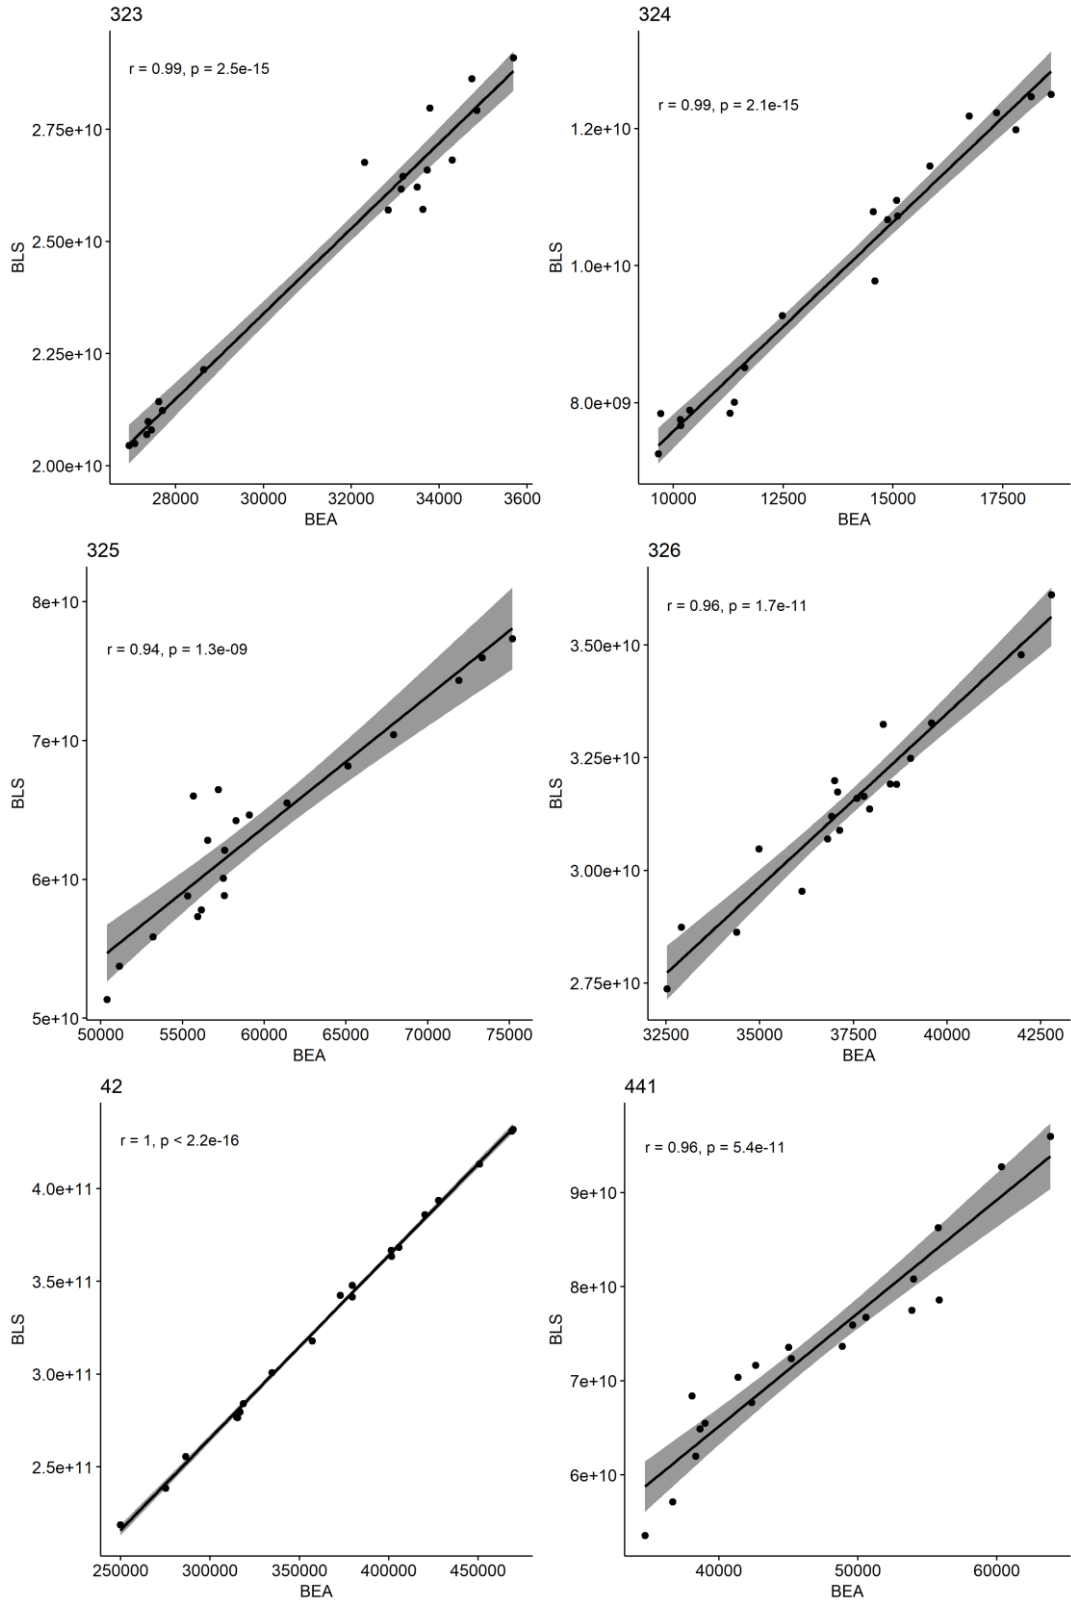 323
r = 0.99, p = 2.5e-15
2.75e+10
2.50e+10
2.25e+10
2.00e+10
BLS
28000 30000 32000 34000 3600
BEA
324
r = 0.99, p = 2.1e-15
1.2e+10
1.0e+10
8.0e+09
BLS
10000 12500 15000 17500
BEA
325
r = 0.94, p = 1.3e-09
8e+10
7e+10
6e+10
5e+10
BLS
50000 55000 60000 65000 70000 75000
BEA
326
r = 0.96, p = 1.7e-11
3.50e+10
3.25e+10
3.00e+10
2.75e+10
BLS
32500 35000 37500 40000 42500
BEA
42
r = 1, p < 2.2e-16
4.0e+11
3.5e+11
3.0e+11
2.5e+11
BLS
250000 300000 350000 400000 450000
BEA
441
r = 0.96, p = 5.4e-11
9e+10
8e+10
7e+10
6e+10
BLS
40000 50000 60000
BEA